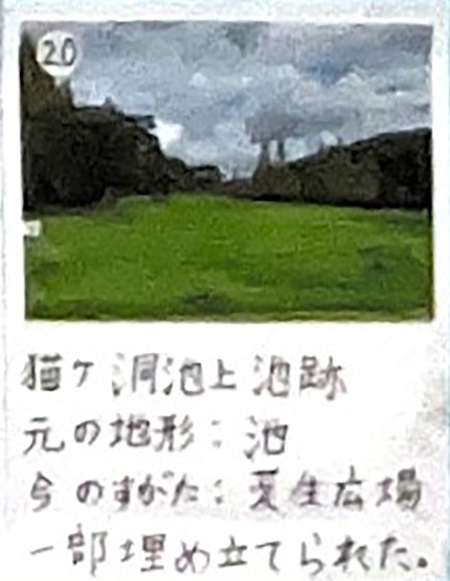 20
猫ケ洞池上池跡
元の地形：池
今のすがた：芝生広場
一部埋め立てられた。